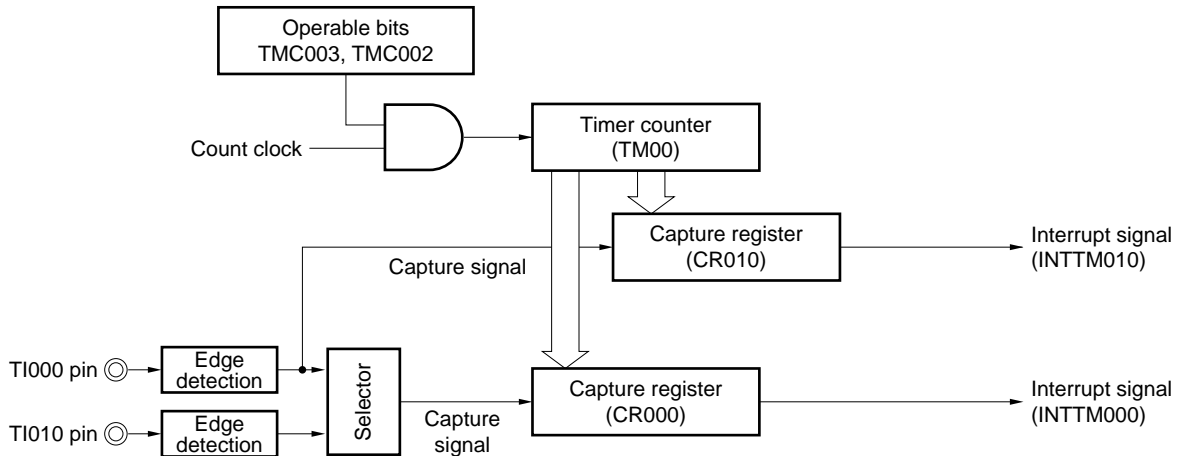 Operable bits
TMC003, TMC002
Count clock
Timer counter
(TM00)
Capture register
(CR010)
Interrupt signal
(INTTM010)
Capture signal
TI000 pin
Edge
detection
Selector
Capture register
(CR000)
Interrupt signal
(INTTM000)
TI010 pin
Edge
detection
Capture
signal